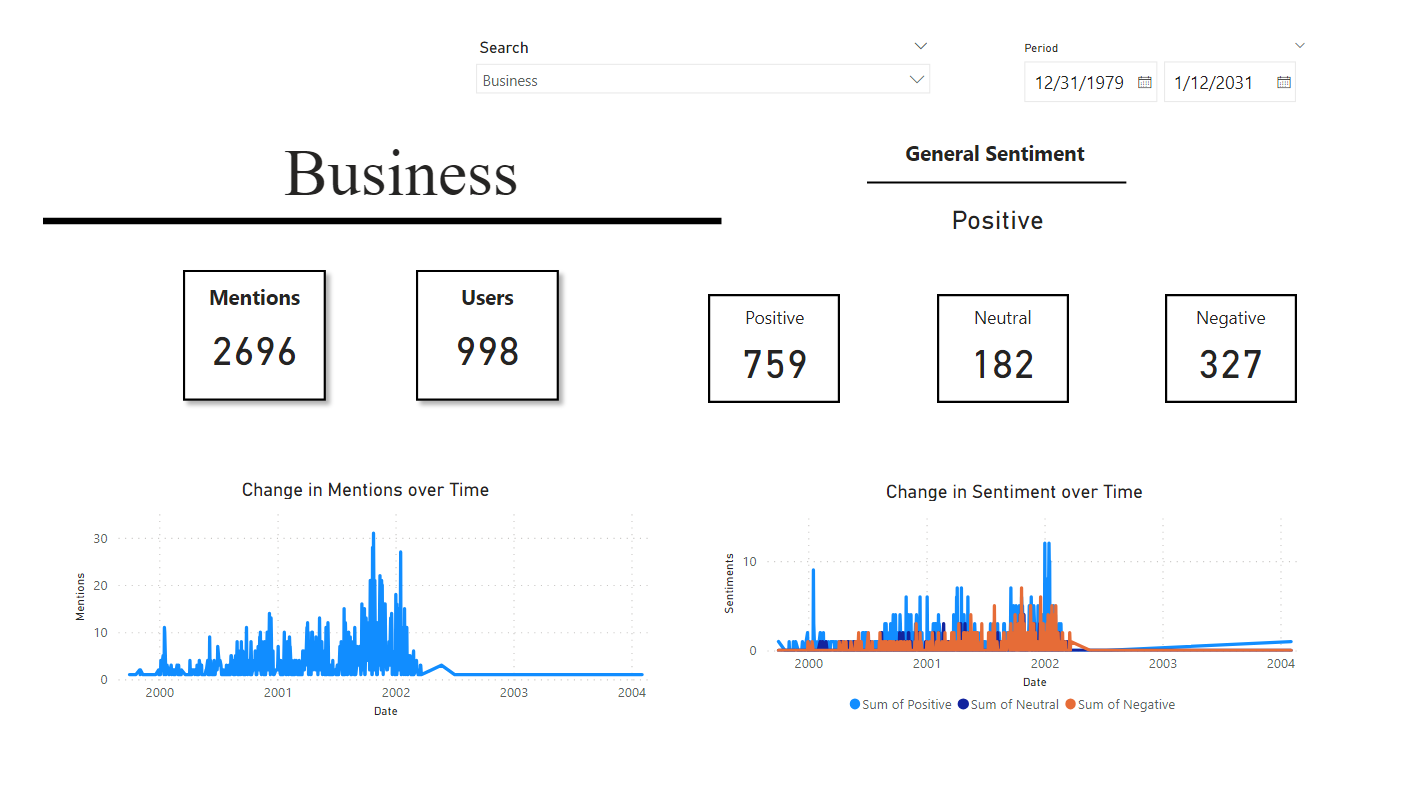 Search
Business
Period
12/31/1979
1/12/2031
Business
General Sentiment
Positive
Mentions
2696
Users
998
Positive
759
Neutral
182
Negative
327
Change in Mentions over Time
Mentions
30
20
10
0
2000 2001 2002 2003 2004
Date
Change in Sentiment over Time
Sentiments
10
0
2000 2001 2002 2003 2004
Date
Sum of Positive Sum of Neutral Sum of Negative